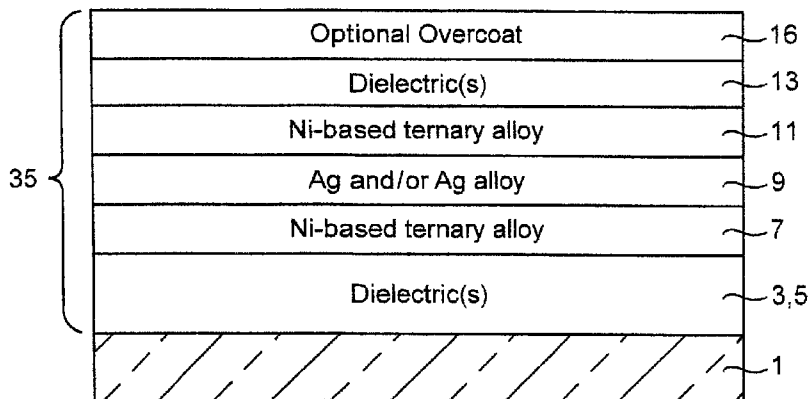 Optional Overcoat 16
Dielectric(s) 13
Ni-based ternary alloy 11
35 Ag and/or Ag alloy 9
Ni-based ternary alloy 7
Dielectric(s) 3,5
1